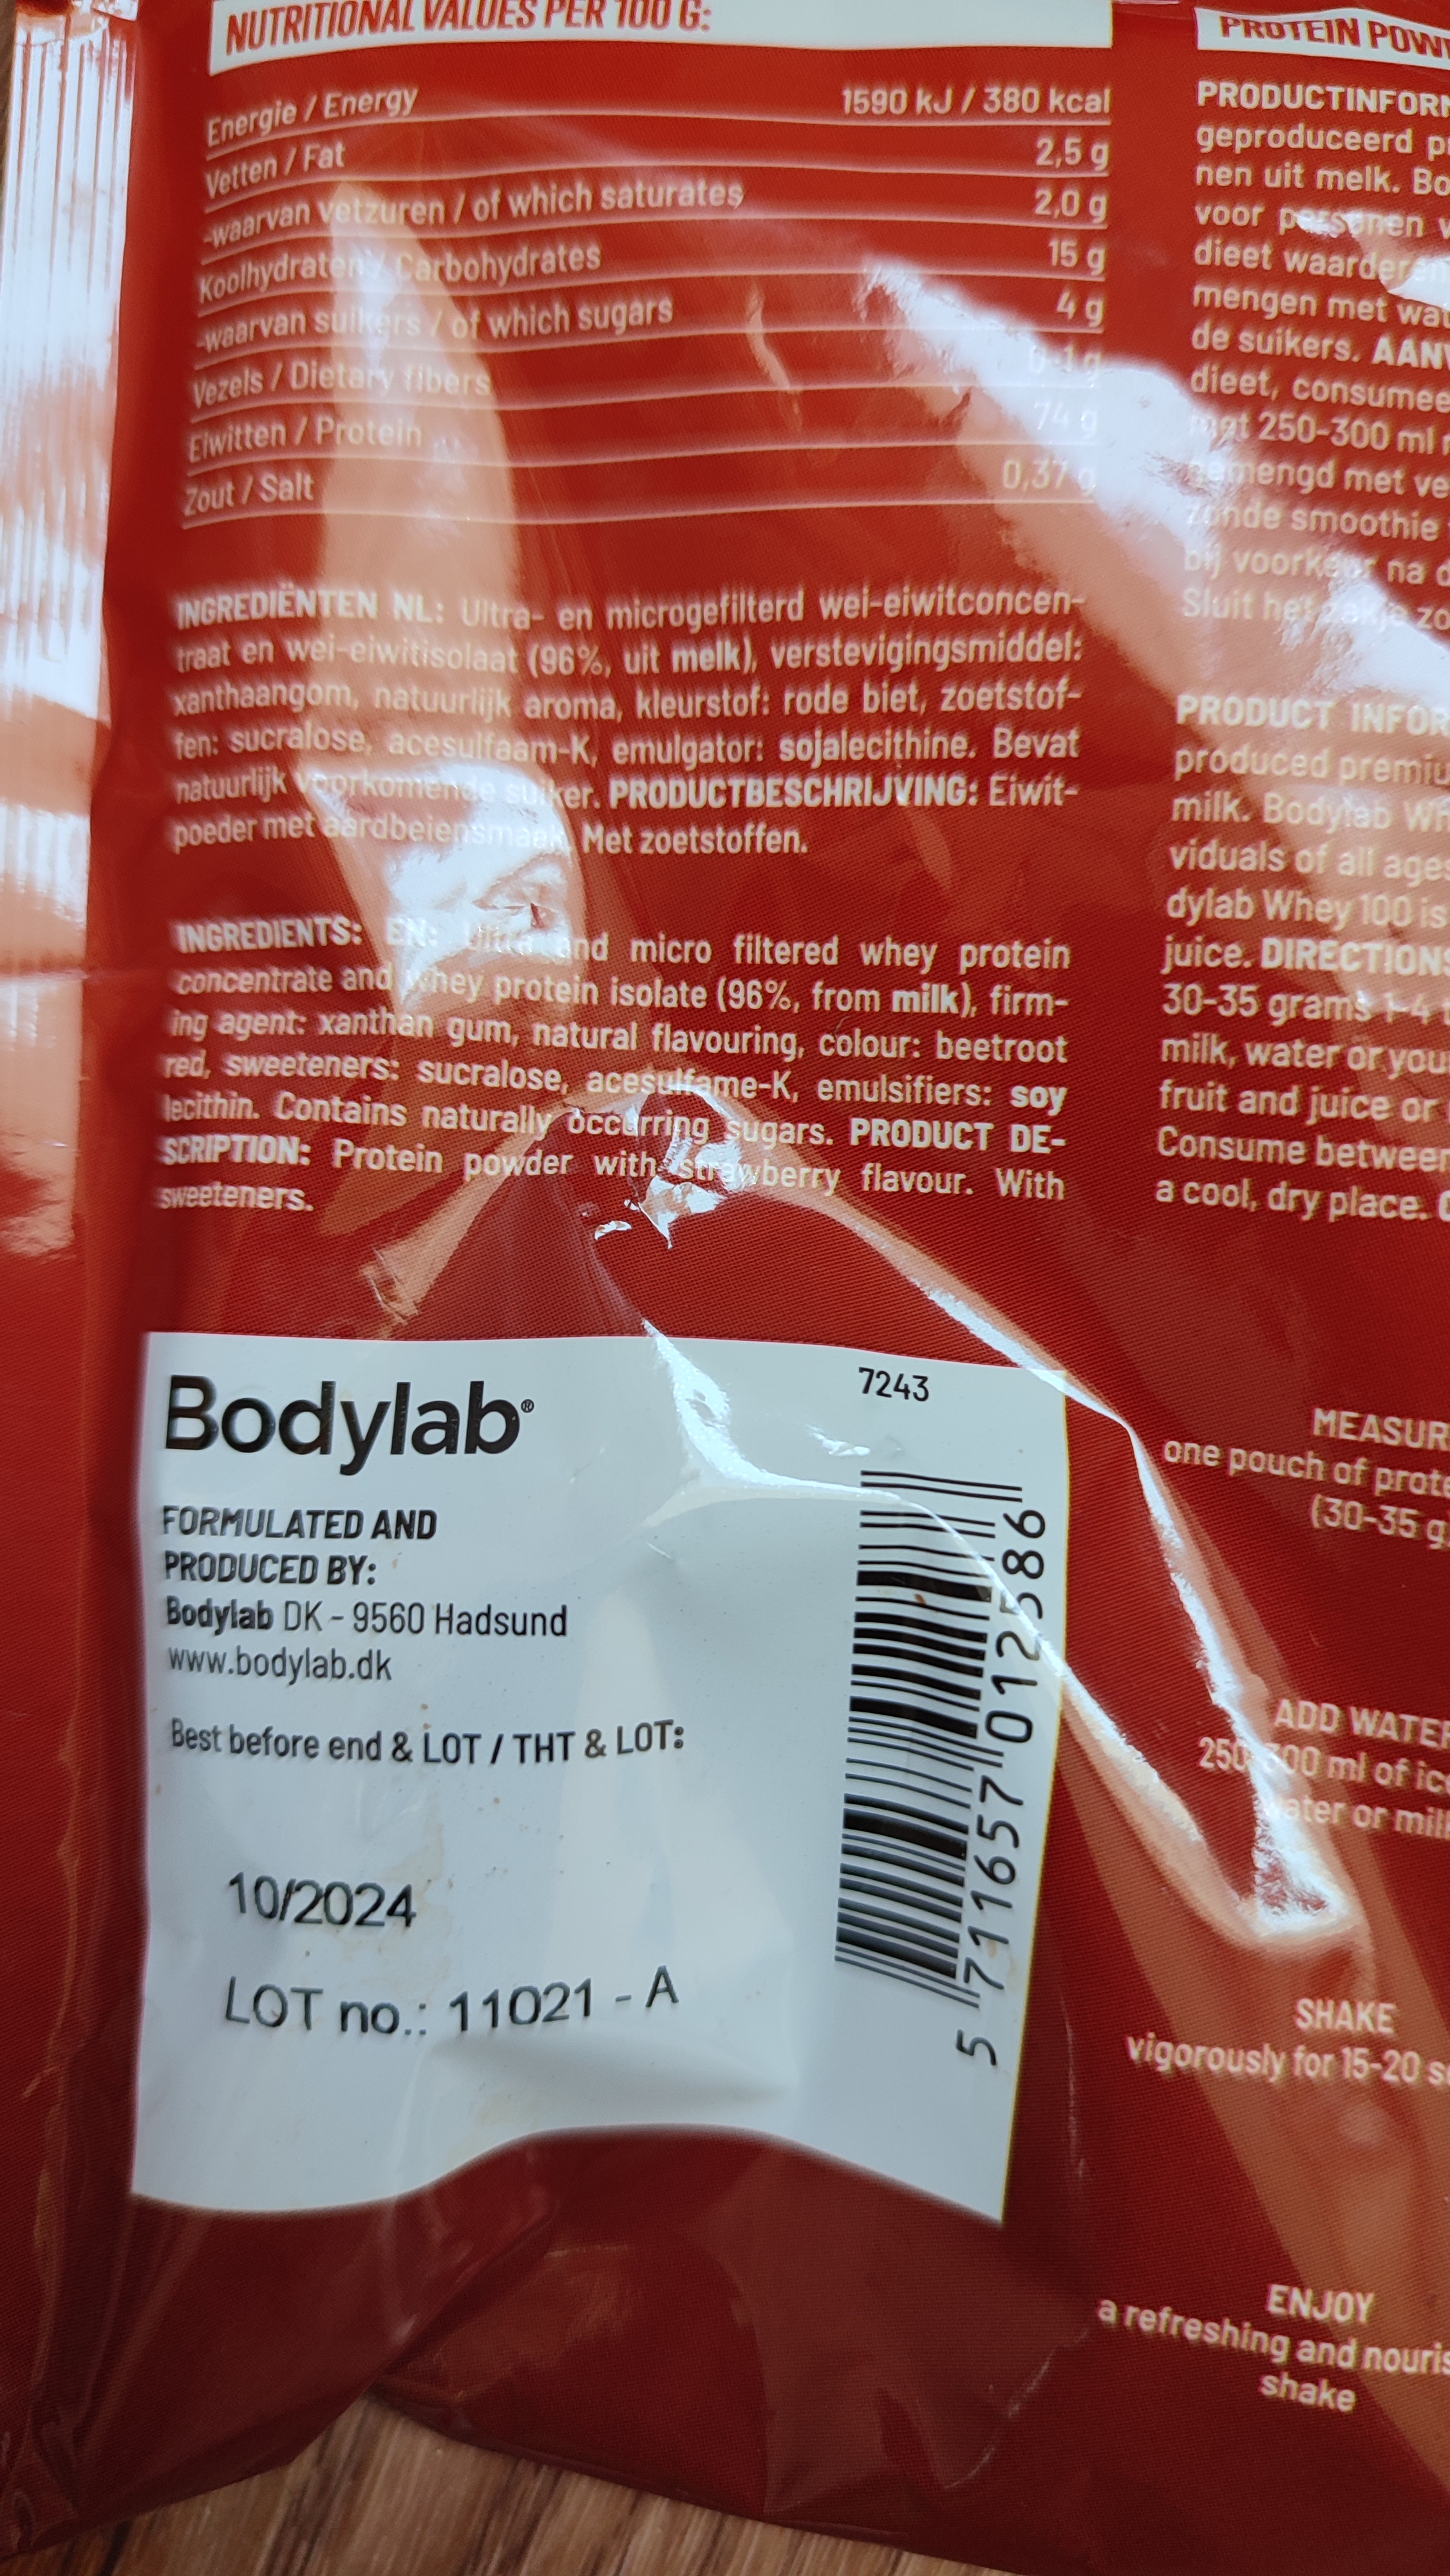 NUTRITIONAL VALUES PER 100 G:
Energie / Energy 1590 kJ / 380 kcal
Vetten / Fat 2,5 g
-waarvan vetzuren / of which saturates 2,0 g
Koolhydraten / Carbohydrates 15 g
-waarvan suikers / of which sugars 4 g
Vezels / Dietary fibers
Eiwitten / Protein 74 g
Zout / Salt 0,37 g
INGREDIËNTEN NL: Ultra- en microgefilterd wei-eiwitconcen-
traat en wei-eiwitisolaat (96%, uit melk), verstevigingsmiddel:
xanthaangom, natuurlijk aroma, kleurstof: rode biet, zoetstof-
fen: sucralose, acesulfaam-K, emulgator: sojalecithine. Bevat
natuurlijk voorkomende suiker. PRODUCTBESCHRIJVING: Eiwit-
poeder met aardbeiensmaak. Met zoetstoffen.
INGREDIENTS: EN: Ultra and micro filtered whey protein
concentrate and whey protein isolate (96%, from milk), firm-
ing agent: xanthan gum, natural flavouring, colour: beetroot
red, sweeteners: sucralose, acesulfame-K, emulsifiers: soy
lecithin. Contains naturally occurring sugars. PRODUCT DE-
SCRIPTION: Protein powder with strawberry flavour. With
sweeteners.
Bodylab®
FORMULATED AND
PRODUCED BY:
Bodylab DK - 9560 Hadsund
www.bodylab.dk
Best before end & LOT / THT & LOT:
10/2024
LOT no.: 11021 - A
7243
5 711657 012586
PROTEIN POW
PRODUCTINFOR
geproduceerd p
nen uit melk. Bo
voor personen v
dieet waarderen
mengen met wa
de suikers. AAN
dieet, consumee
met 250-300 ml
gemengd met ve
zonde smoothie
bij voorkeur na d
Sluit het zakje zo
PRODUCT INFOR
produced premiu
milk. Bodylab Wh
viduals of all age
dylab Whey 100 is
juice. DIRECTIONS
30-35 grams 1-4
milk, water or you
fruit and juice or
Consume between
a cool, dry place.
MEASUR
one pouch of prote
(30-35 g
ADD WATER
250-300 ml of ice
water or mil
SHAKE
vigorously for 15-20 s
ENJOY
a refreshing and nouris
shake